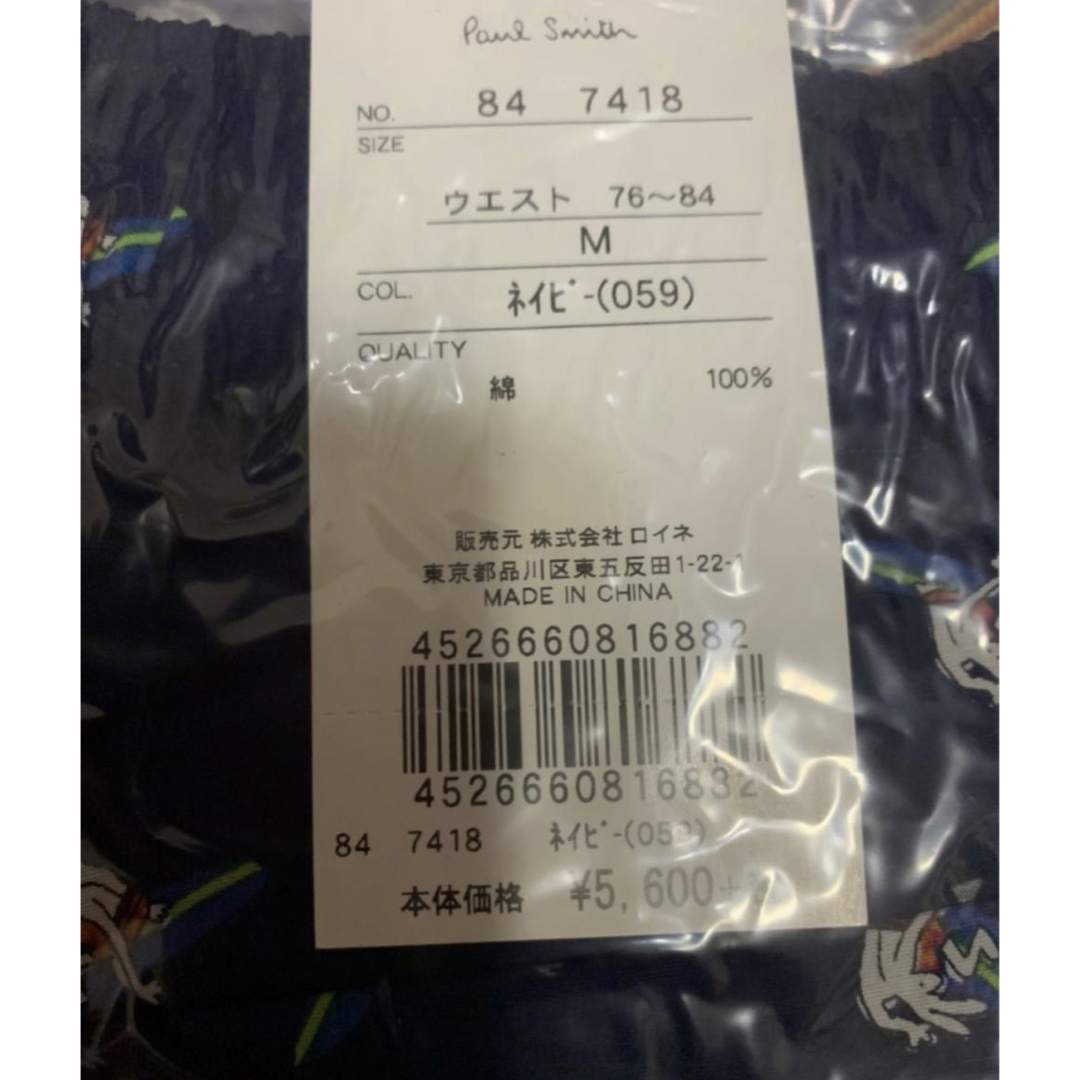 Paul Smith
NO. 84 7418
SIZE
ウエスト 76〜84
M
COL. ﾈｲﾋﾞｰ(059)
QUALITY
綿 100%
販売元 株式会社 ロイネ
東京都品川区東五反田1-22-1
MADE IN CHINA
4526660816882
4526660816882
84 7418 ﾈｲﾋﾞｰ(059)
本体価格 ¥5,600